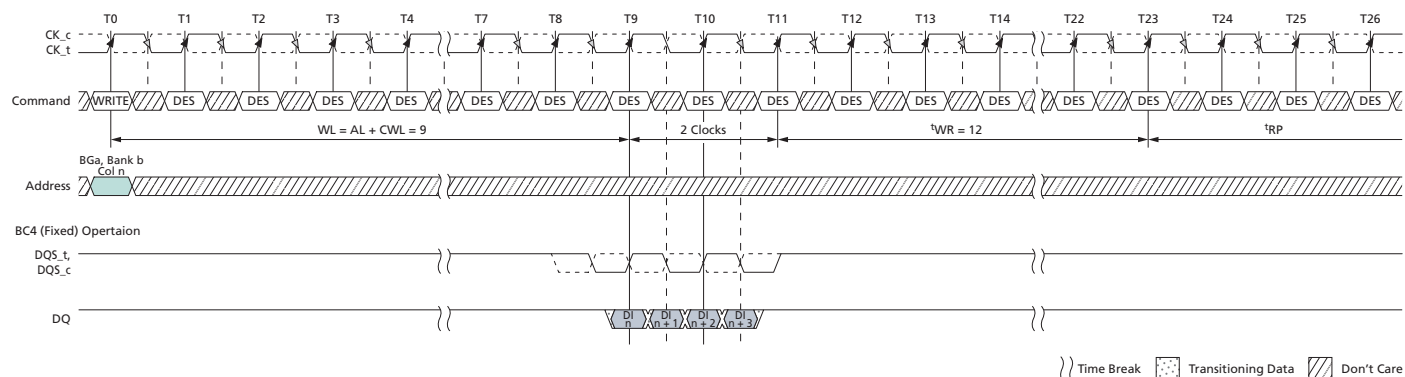 T0 T1 T2 T3 T4 T7 T8 T9 T10 T11 T12 T13 T14 T22 T23 T24 T25 T26
CK_c
CK_t
Command WRITE DES DES DES DES DES DES DES DES DES DES DES DES DES DES DES DES DES
WL = AL + CWL = 9 2 Clocks tWR = 12 tRP
BGa, Bank b
Col n
Address
BC4 (Fixed) Opertaion
DQS_t,
DQS_c
DQ DI n DI n + 1 DI n + 2 DI n + 3
Time Break Transitioning Data Don't Care